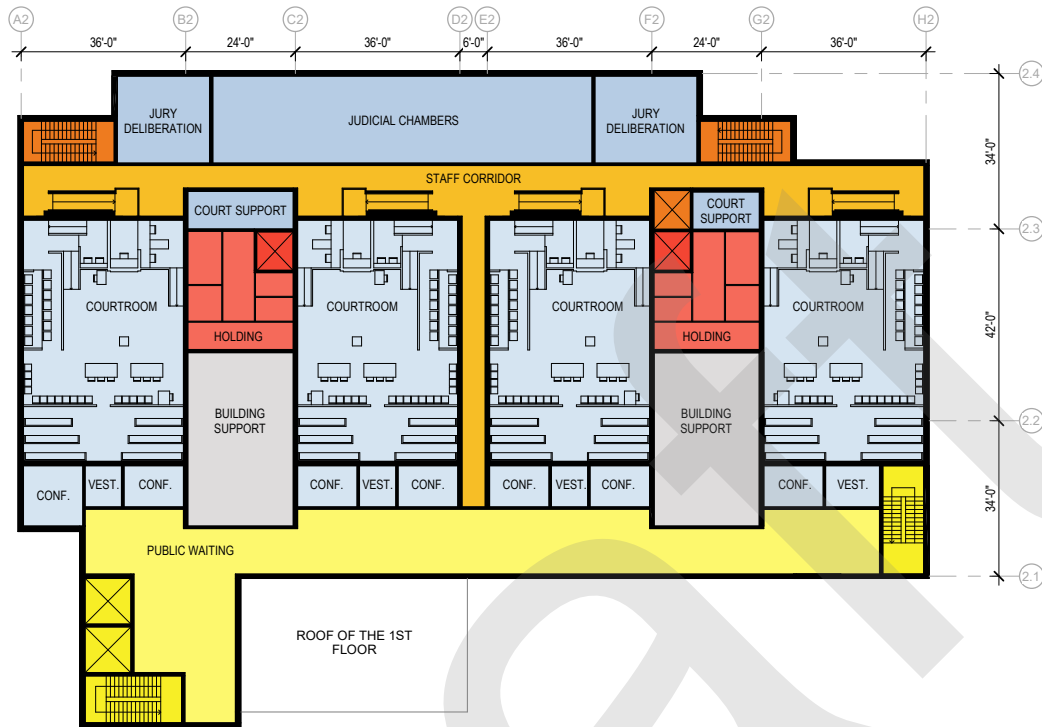 A2
B2
C2
D2
E2
F2
G2
H2
36'-0"
24'-0"
36'-0"
6'-0"
36'-0"
24'-0"
36'-0"
2.4
JURY
DELIBERATION
JUDICIAL CHAMBERS
JURY
DELIBERATION
34'-0"
STAFF CORRIDOR
COURT SUPPORT
COURT
SUPPORT
2.3
COURTROOM
COURTROOM
COURTROOM
COURTROOM
42'-0"
HOLDING
HOLDING
BUILDING
SUPPORT
BUILDING
SUPPORT
2.2
CONF.
VEST.
CONF.
CONF.
VEST.
CONF.
CONF.
VEST.
CONF.
CONF.
VEST.
34'-0"
PUBLIC WAITING
2.1
ROOF OF THE 1ST
FLOOR